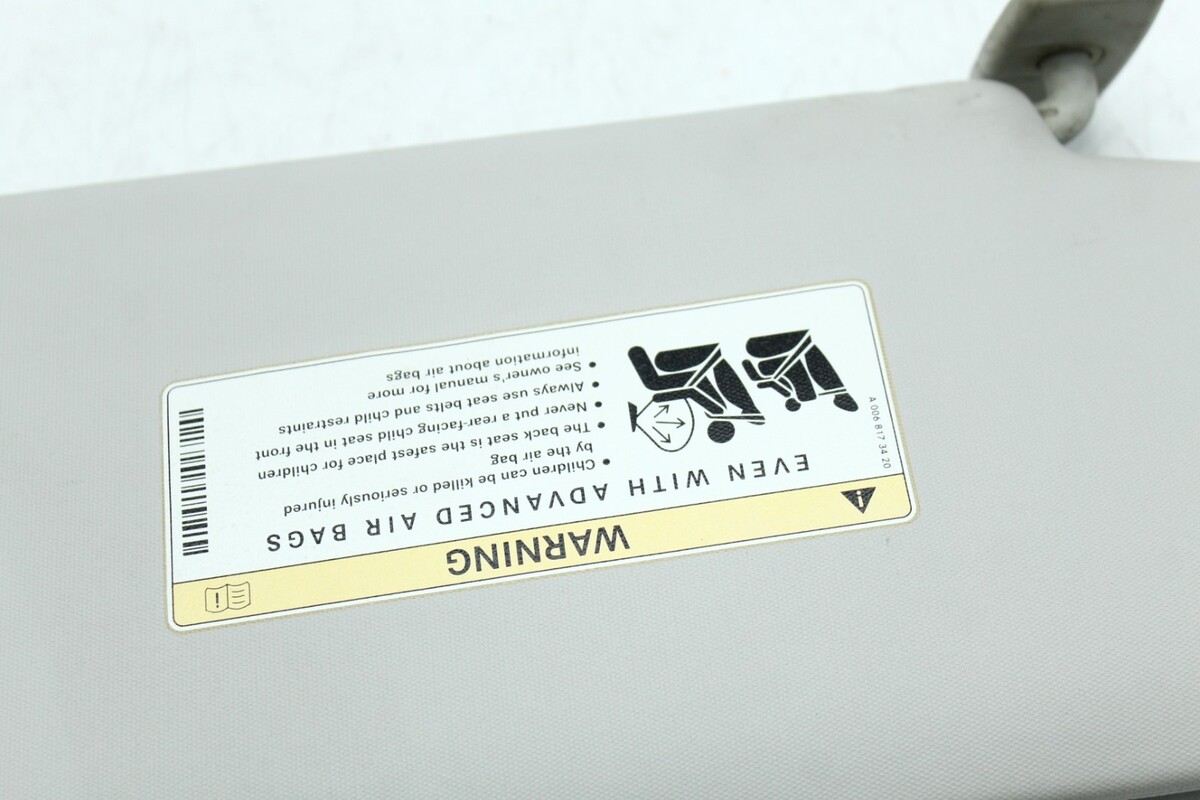 WARNING
EVEN WITH ADVANCED AIR BAGS
• Children can be killed or seriously injured
by the air bag
• The back seat is the safest place for children
• Never put a rear-facing child seat in the front
• Always use seat belts and child restraints
• See owner's manual for more
information about air bags
A 006 817 34 20